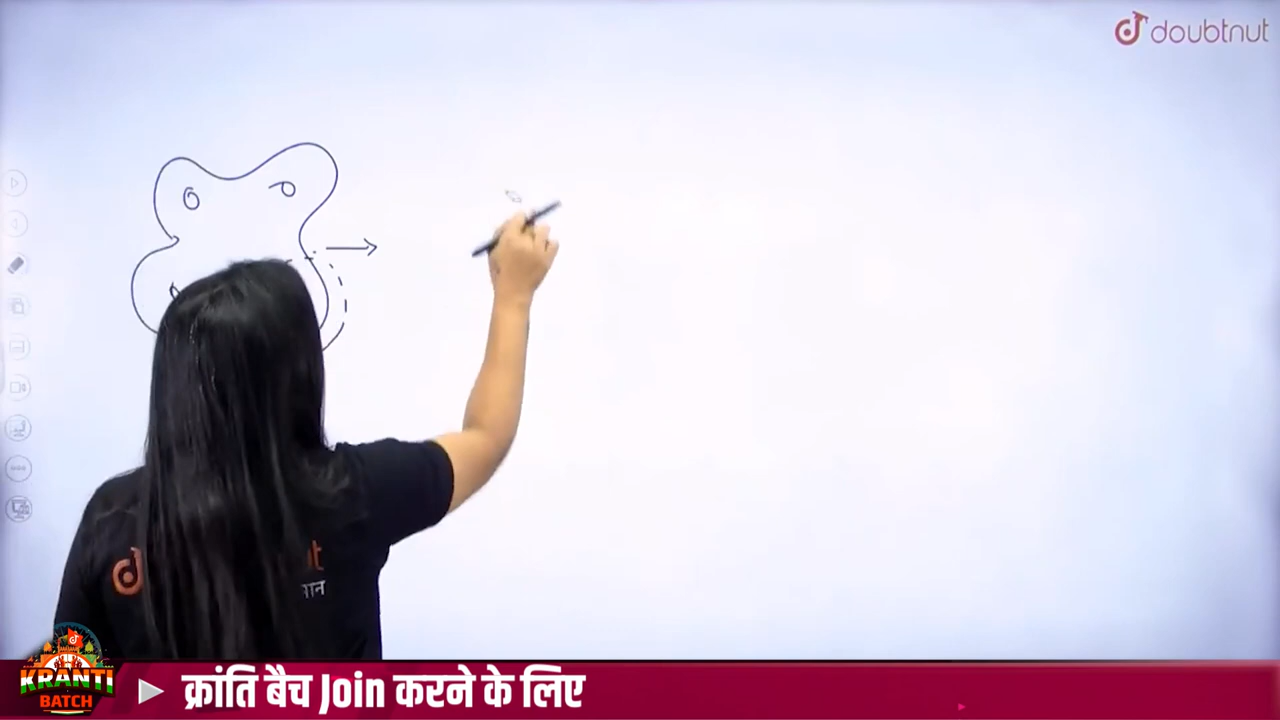 doubtnut
KRANTI
BATCH
क्रांति बैच Join करने के लिए